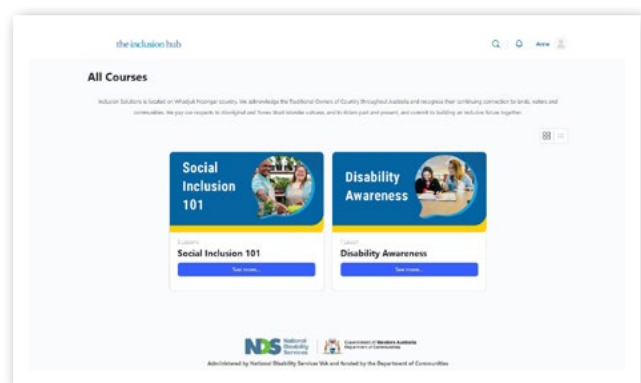 the inclusion hub
Anna
All Courses
Inclusion Solutions is located on Whadjuk Noongar country. We acknowledge the Traditional Owners of Country throughout Australia and recognise their continuing connection to lands, waters and
communities. We pay our respects to Aboriginal and Torres Strait Islander cultures, and to Elders past and present, and commit to building an inclusive future together.
Social
Inclusion
101
Disability
Awareness
Social Inclusion 101
See more...
Disability Awareness
See more...
NDS National
Disability
Services
Government of Western Australia
Department of Communities
Administered by National Disability Services WA and funded by the Department of Communities